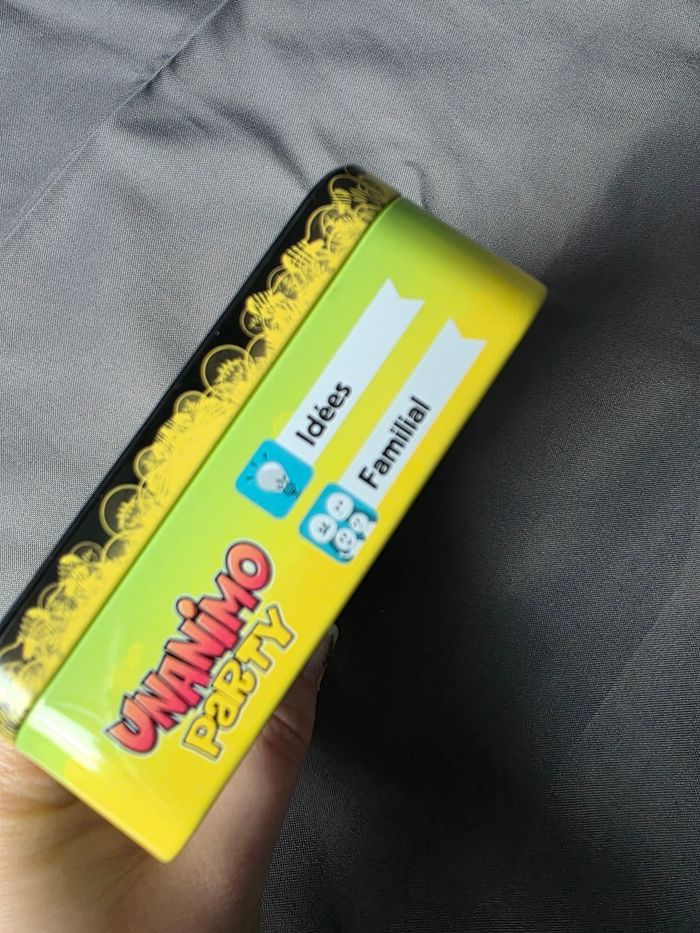 UNANIMO
PARTY
Idées
Familial